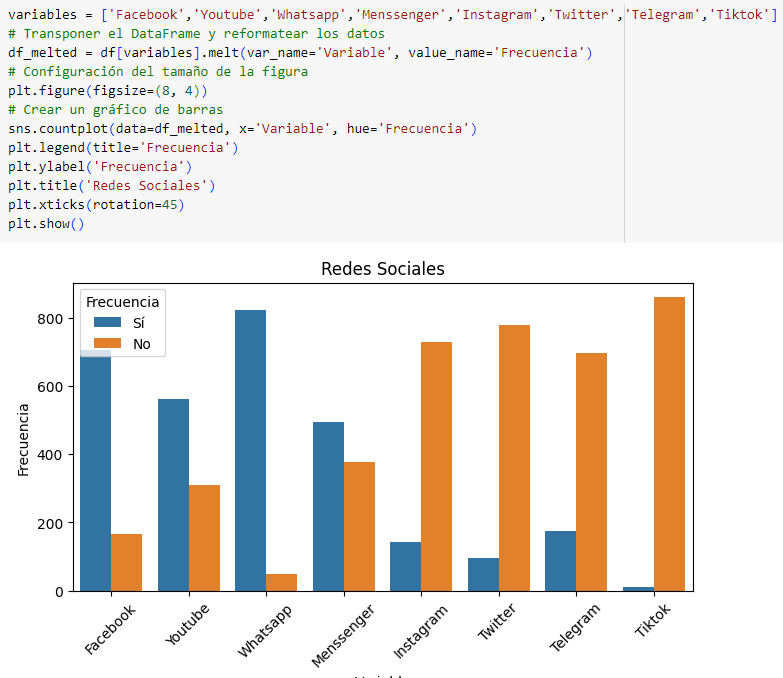 variables = ['Facebook','Youtube','Whatsapp','Menssenger','Instagram','Twitter','Telegram','Tiktok']
# Transponer el DataFrame y reformatear los datos
df_melted = df[variables].melt(var_name='Variable', value_name='Frecuencia')
# Configuración del tamaño de la figura
plt.figure(figsize=(8, 4))
# Crear un gráfico de barras
sns.countplot(data=df_melted, x='Variable', hue='Frecuencia')
plt.legend(title='Frecuencia')
plt.ylabel('Frecuencia')
plt.title('Redes Sociales')
plt.xticks(rotation=45)
plt.show()
Redes Sociales
Frecuencia
Sí
No
800
600
400
200
0
Frecuencia
Facebook
Youtube
Whatsapp
Menssenger
Instagram
Twitter
Telegram
Tiktok